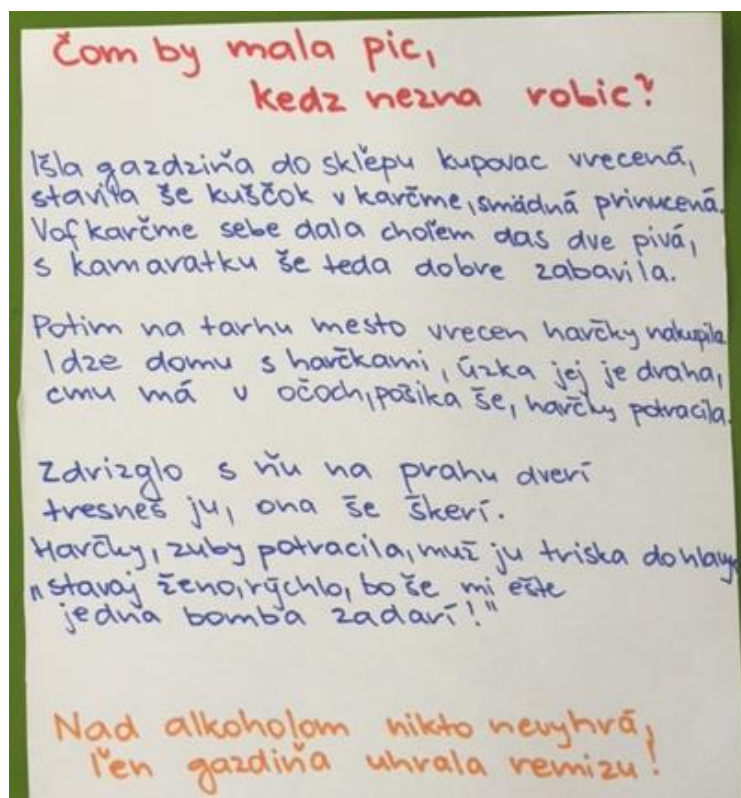 Čom by mala pic,
kedz nezna robic?
Išla gazdziňa do skľepu kupovac vrecená,
stavila še kuščok v karčme, smädná prinucená.
Vof karčme sebe dala choľem das dve pivá,
s kamaratku še teda dobre zabavila.
Potim na tarhu mesto vrecen harčky nakupila
Idze domu s harčkami, úzka jej je draha,
cmu má v očoch, pošika še, harčky potracila.
Zdrizglo s ňu na prahu dverí
tresneš ju, ona še škerí.
Harčky, zuby potracila, muž ju triska do hlavy
"stavaj ženo, rýchlo, bo še mi ešte
jedna bomba zadarí!"
Nad alkoholom nikto nevyhrá,
ľen gazdiňa uhrala remizu!